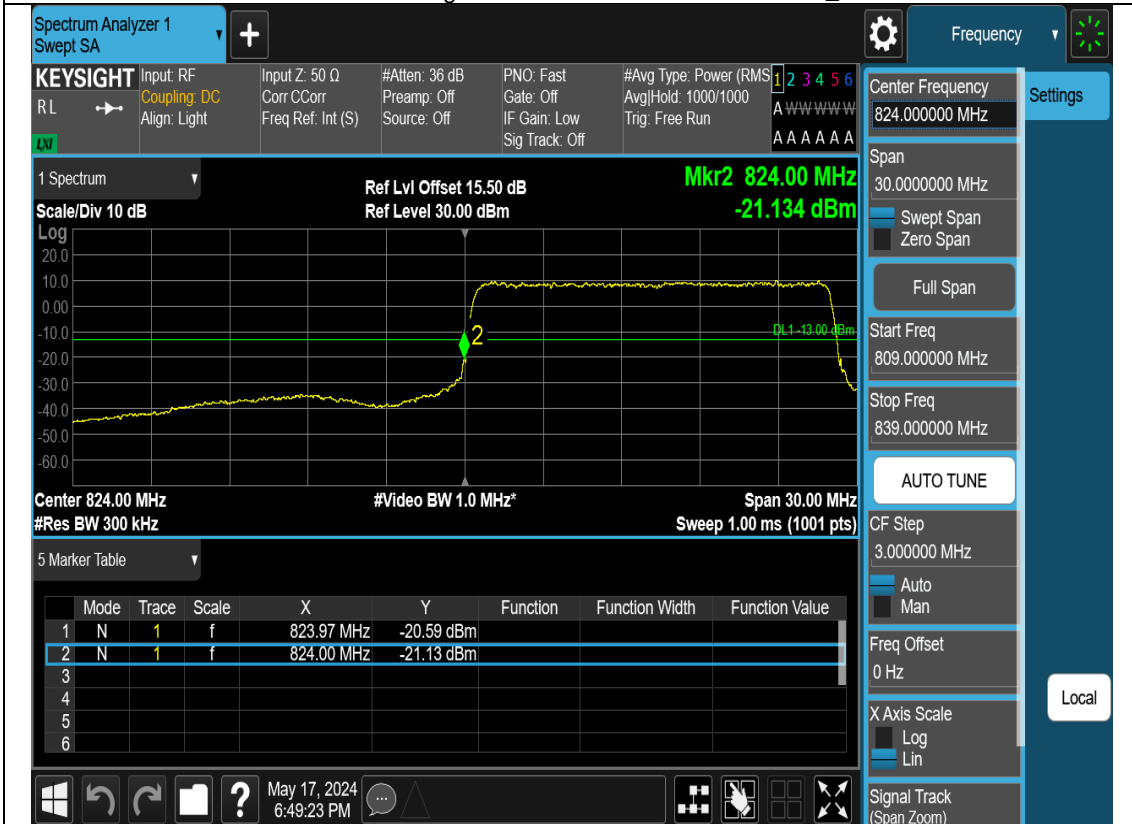 Spectrum Analyzer 1
Swept SA
+
Frequency
KEYSIGHT
RL
LXI
Input: RF
Coupling: DC
Align: Light
Input Z: 50 Ω
Corr CCorr
Freq Ref: Int (S)
#Atten: 36 dB
Preamp: Off
Source: Off
PNO: Fast
Gate: Off
IF Gain: Low
Sig Track: Off
#Avg Type: Power (RMS
Avg|Hold: 1000/1000
Trig: Free Run
1 2 3 4 5 6
A W W W W W
A A A A A A
1 Spectrum
Scale/Div 10 dB
Log
Ref Lvl Offset 15.50 dB
Ref Level 30.00 dBm
Mkr2 824.00 MHz
-21.134 dBm
20.0
10.0
0.00
-10.0
-20.0
-30.0
-40.0
-50.0
-60.0
2
DL1 -13.00 dBm
Center 824.00 MHz
#Video BW 1.0 MHz*
Span 30.00 MHz
#Res BW 300 kHz
Sweep 1.00 ms (1001 pts)
5 Marker Table
Mode Trace Scale X Y Function Function Width Function Value
1 N 1 f 823.97 MHz -20.59 dBm
2 N 1 f 824.00 MHz -21.13 dBm
3
4
5
6
?
May 17, 2024
6:49:23 PM
Center Frequency
824.000000 MHz
Settings
Span
30.0000000 MHz
Swept Span
Zero Span
Full Span
Start Freq
809.000000 MHz
Stop Freq
839.000000 MHz
AUTO TUNE
CF Step
3.000000 MHz
Auto
Man
Freq Offset
0 Hz
X Axis Scale
Log
Lin
Signal Track
(Span Zoom)
Local